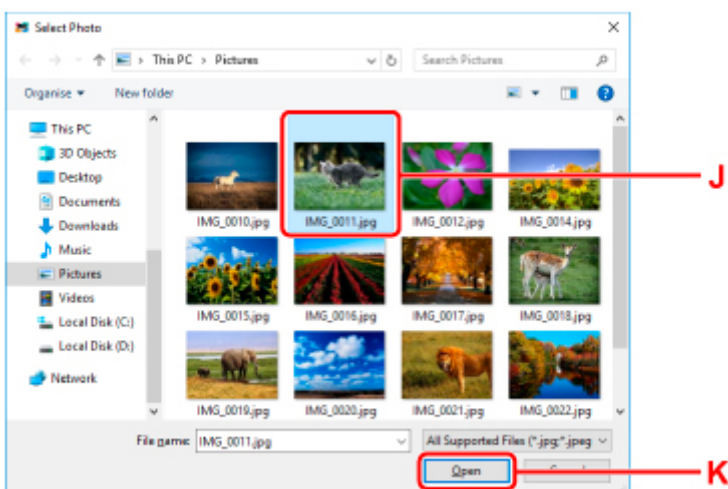 Select Photo
This PC > Pictures
Search Pictures
Organise
New folder
This PC
3D Objects
Desktop
Documents
Downloads
Music
Pictures
Videos
Local Disk (C:)
Local Disk (D:)
Network
IMG_0010.jpg IMG_0011.jpg IMG_0012.jpg IMG_0014.jpg
IMG_0015.jpg IMG_0016.jpg IMG_0017.jpg IMG_0018.jpg
IMG_0019.jpg IMG_0020.jpg IMG_0021.jpg IMG_0022.jpg
File name: IMG_0011.jpg
All Supported Files (*.jpg;*.jpeg
Open
J
K